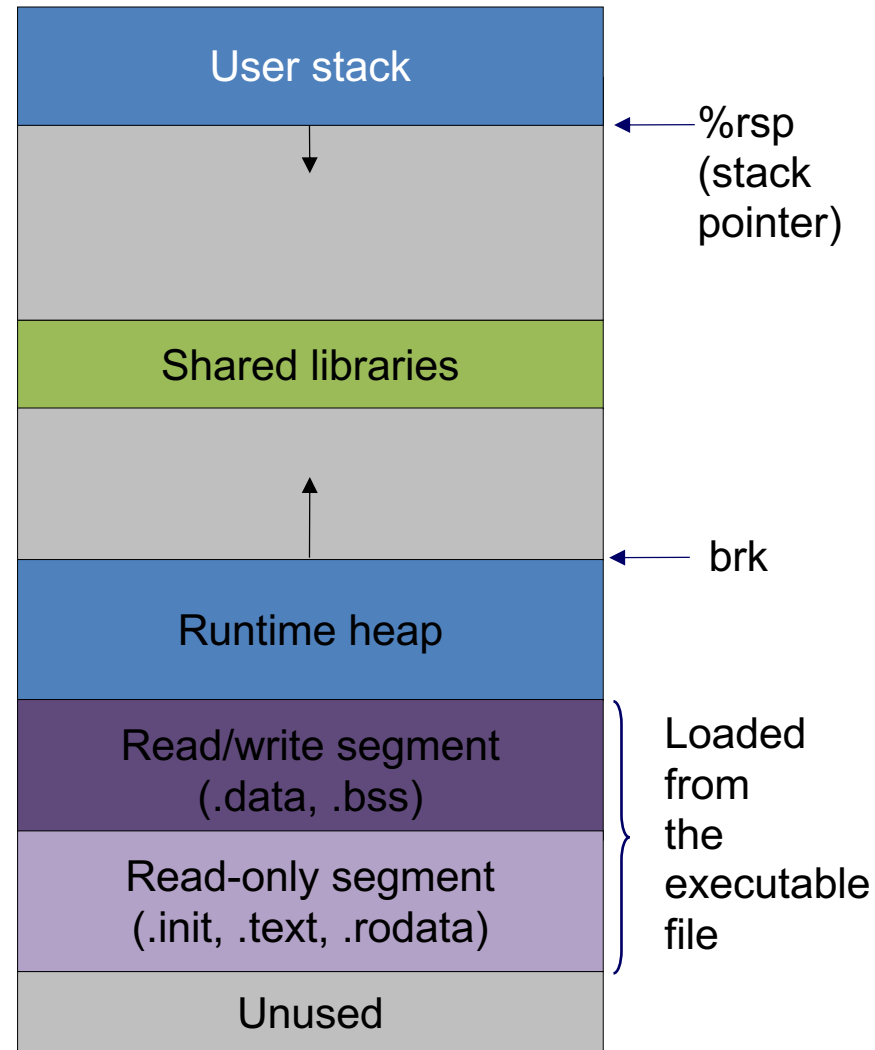 User stack
%rsp
(stack
pointer)
Shared libraries
brk
Runtime heap
Read/write segment
(.data, .bss)
Loaded
from
the
executable
file
Read-only segment
(.init, .text, .rodata)
Unused